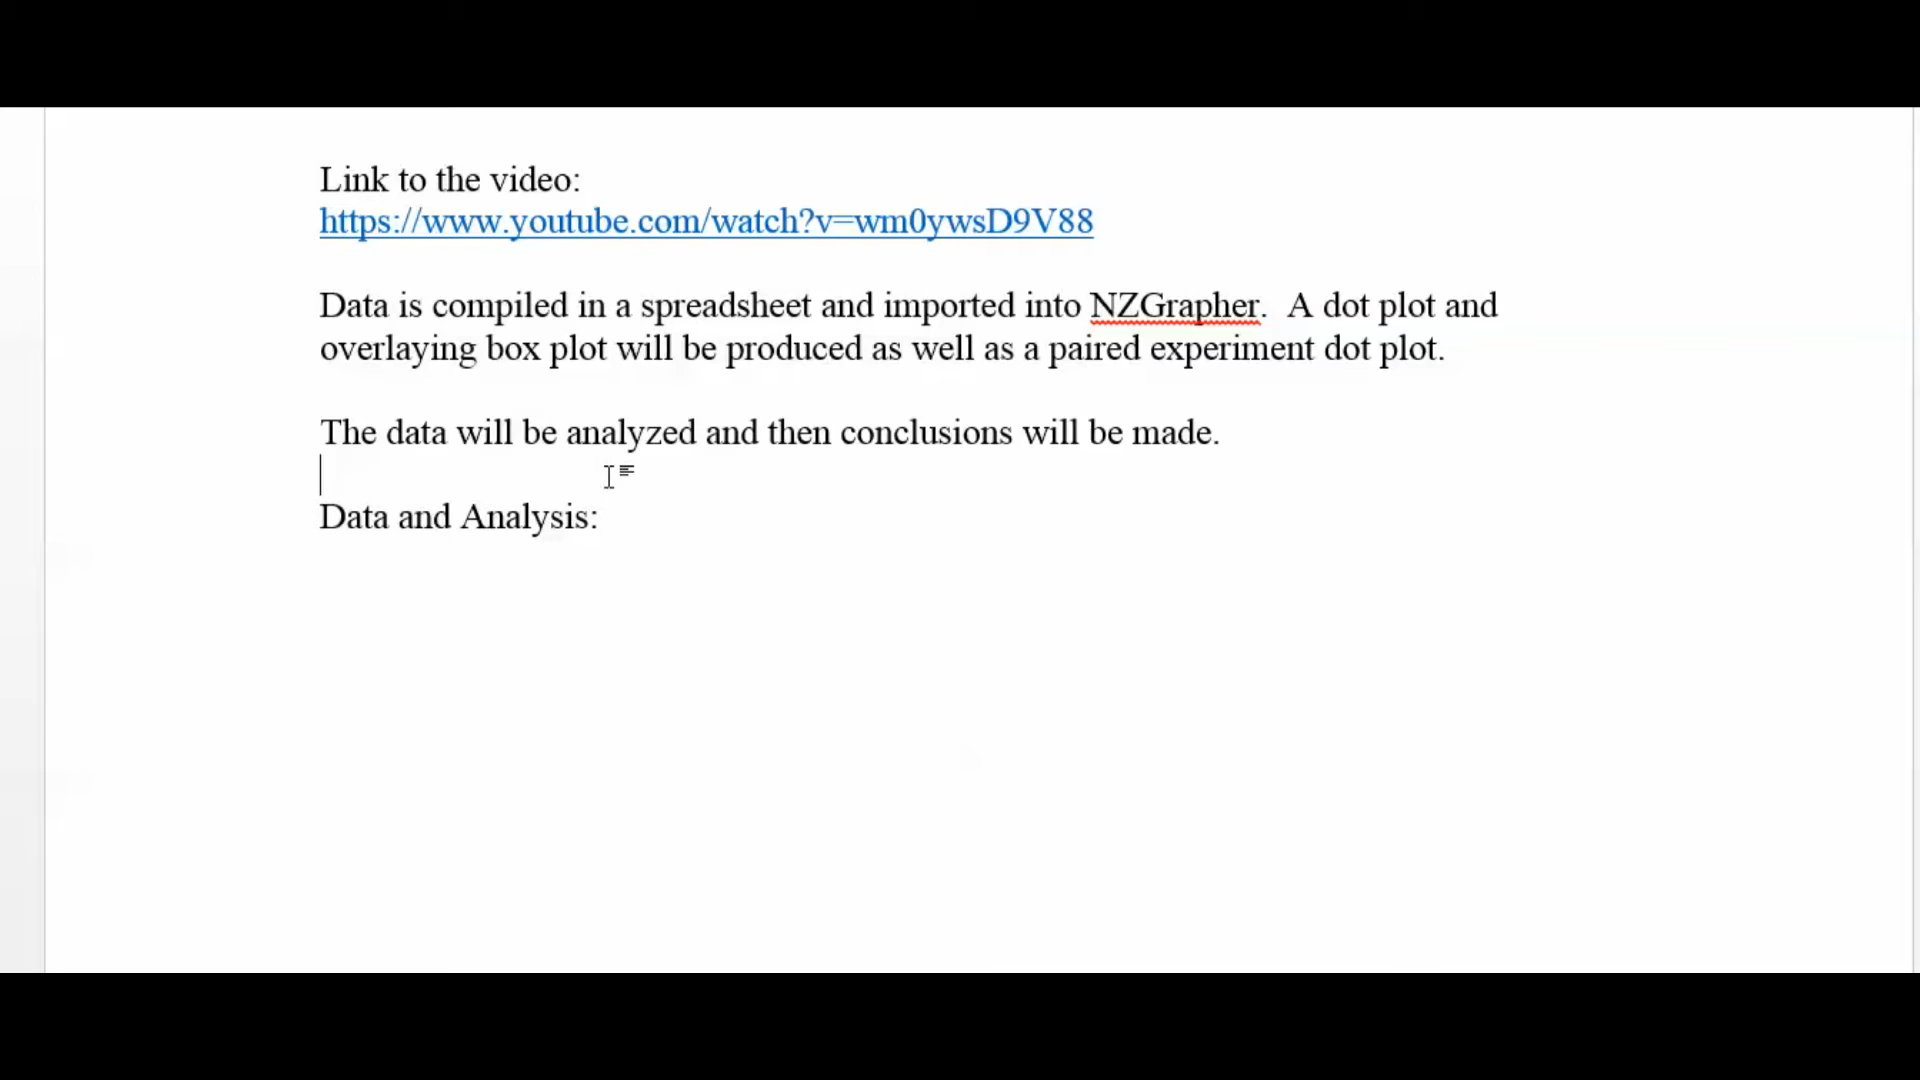 Link to the video:
https://www.youtube.com/watch?v=wm0ywsD9V88
Data is compiled in a spreadsheet and imported into NZGrapher.  A dot plot and
overlaying box plot will be produced as well as a paired experiment dot plot.
The data will be analyzed and then conclusions will be made.
Data and Analysis: